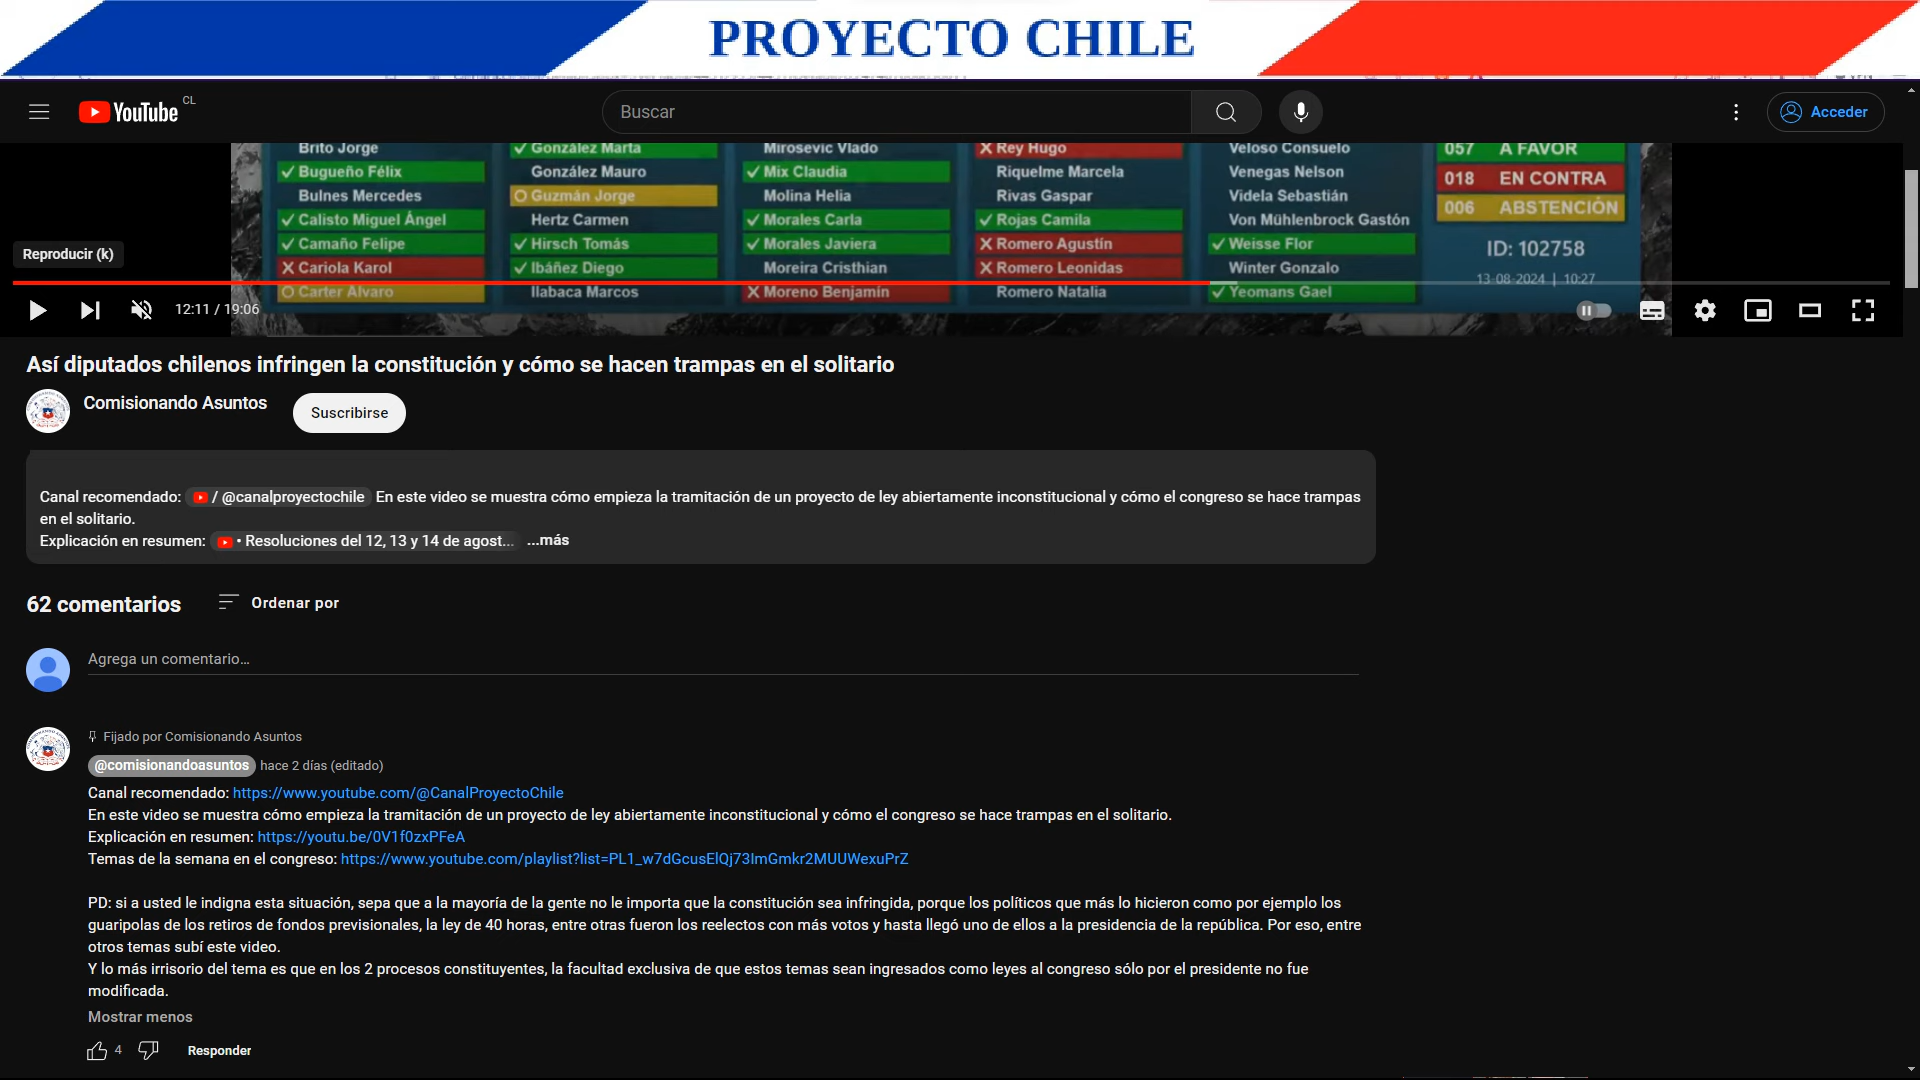 PROYECTO CHILE
YouTube CL
Buscar
Acceder
Brito Jorge
González Marta
Mirosevic Vlado
Rey Hugo
Veloso Consuelo
057 A FAVOR
Bugueño Félix
González Mauro
Mix Claudia
Riquelme Marcela
Venegas Nelson
018 EN CONTRA
Bulnes Mercedes
Guzmán Jorge
Molina Helia
Rivas Gaspar
Videla Sebastián
006 ABSTENCIÓN
Calisto Miguel Ángel
Hertz Carmen
Morales Carla
Rojas Camila
Von Mühlenbrock Gastón
Camaño Felipe
Hirsch Tomás
Morales Javiera
Romero Agustín
Weisse Flor
ID: 102758
Reproducir (k)
Cariola Karol
Ibáñez Diego
Moreira Cristhian
Romero Leonidas
Winter Gonzalo
13-08-2024 | 10:27
Carter Alvaro
Ilabaca Marcos
Moreno Benjamín
Romero Natalia
Yeomans Gael
12:11 / 19:06
Así diputados chilenos infringen la constitución y cómo se hacen trampas en el solitario
Comisionando Asuntos
Suscribirse
Canal recomendado: / @canalproyectochile En este video se muestra cómo empieza la tramitación de un proyecto de ley abiertamente inconstitucional y cómo el congreso se hace trampas
en el solitario.
Explicación en resumen: • Resoluciones del 12, 13 y 14 de agost... ...más
62 comentarios
Ordenar por
Agrega un comentario...
Fijado por Comisionando Asuntos
@comisionandoasuntos hace 2 días (editado)
Canal recomendado: https://www.youtube.com/@CanalProyectoChile
En este video se muestra cómo empieza la tramitación de un proyecto de ley abiertamente inconstitucional y cómo el congreso se hace trampas en el solitario.
Explicación en resumen: https://youtu.be/0V1f0zxPFeA
Temas de la semana en el congreso: https://www.youtube.com/playlist?list=PL1_w7dGcusElQj73ImGmkr2MUUWexuPrZ
PD: si a usted le indigna esta situación, sepa que a la mayoría de la gente no le importa que la constitución sea infringida, porque los políticos que más lo hicieron como por ejemplo los
guaripolas de los retiros de fondos previsionales, la ley de 40 horas, entre otras fueron los reelectos con más votos y hasta llegó uno de ellos a la presidencia de la república. Por eso, entre
otros temas subí este video.
Y lo más irrisorio del tema es que en los 2 procesos constituyentes, la facultad exclusiva de que estos temas sean ingresados como leyes al congreso sólo por el presidente no fue
modificada.
Mostrar menos
4
Responder